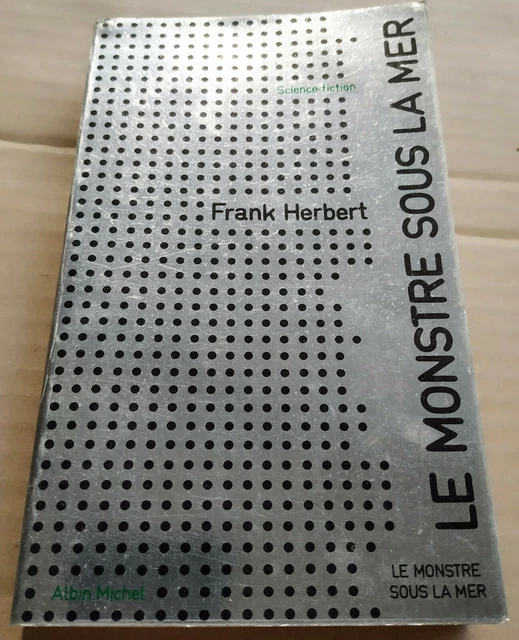 Science-fiction
Frank Herbert
LE MONSTRE SOUS LA MER
LE MONSTRE
SOUS LA MER
Albin Michel